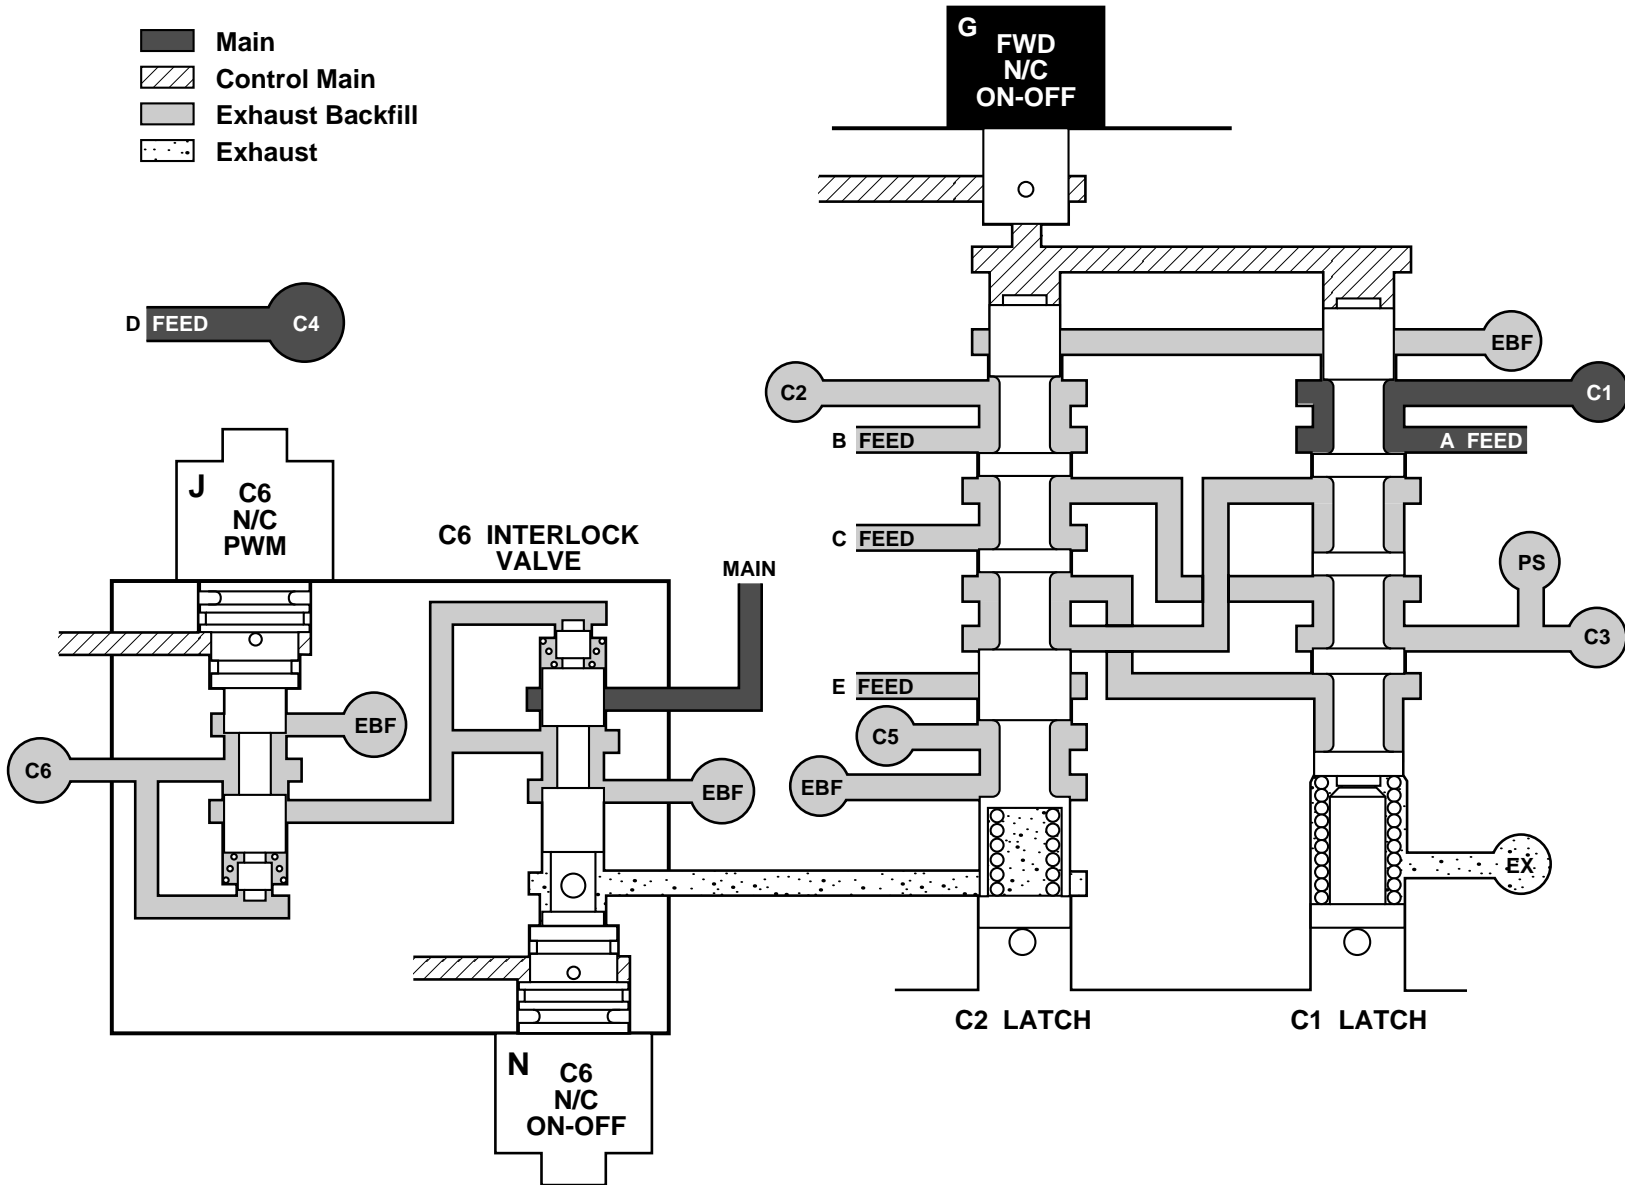 Main
Control Main
Exhaust Backfill
Exhaust
G
FWD
N/C
ON-OFF
D FEED
C4
EBF
C2
C1
B FEED
A FEED
J
C6
N/C
PWM
C6 INTERLOCK
VALVE
C FEED
MAIN
PS
C3
E FEED
EBF
C5
C6
EBF
EBF
EX
C2 LATCH
C1 LATCH
N
C6
N/C
ON-OFF